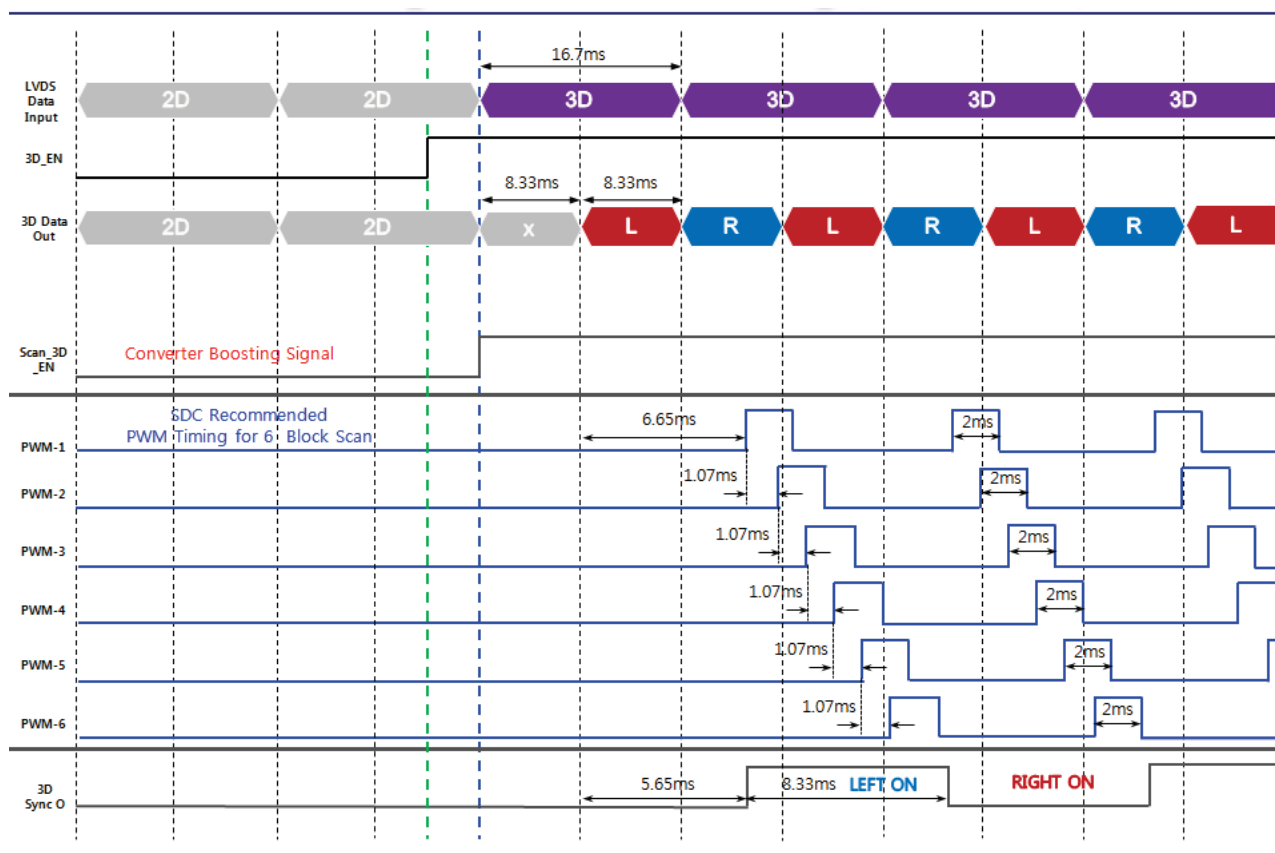 16.7ms
LVDS
Data
Input
2D 2D 3D 3D 3D 3D
3D_EN
8.33ms 8.33ms
3D Data
Out
2D 2D x L R L R L R L
Scan_3D
_EN
Converter Boosting Signal
SDC Recommended
PWM Timing for 6 Block Scan
PWM-1
6.65ms 2ms
PWM-2
1.07ms 2ms
PWM-3
1.07ms 2ms
PWM-4
1.07ms 2ms
PWM-5
1.07ms 2ms
PWM-6
1.07ms 2ms
3D
Sync O
5.65ms 8.33ms LEFT ON RIGHT ON